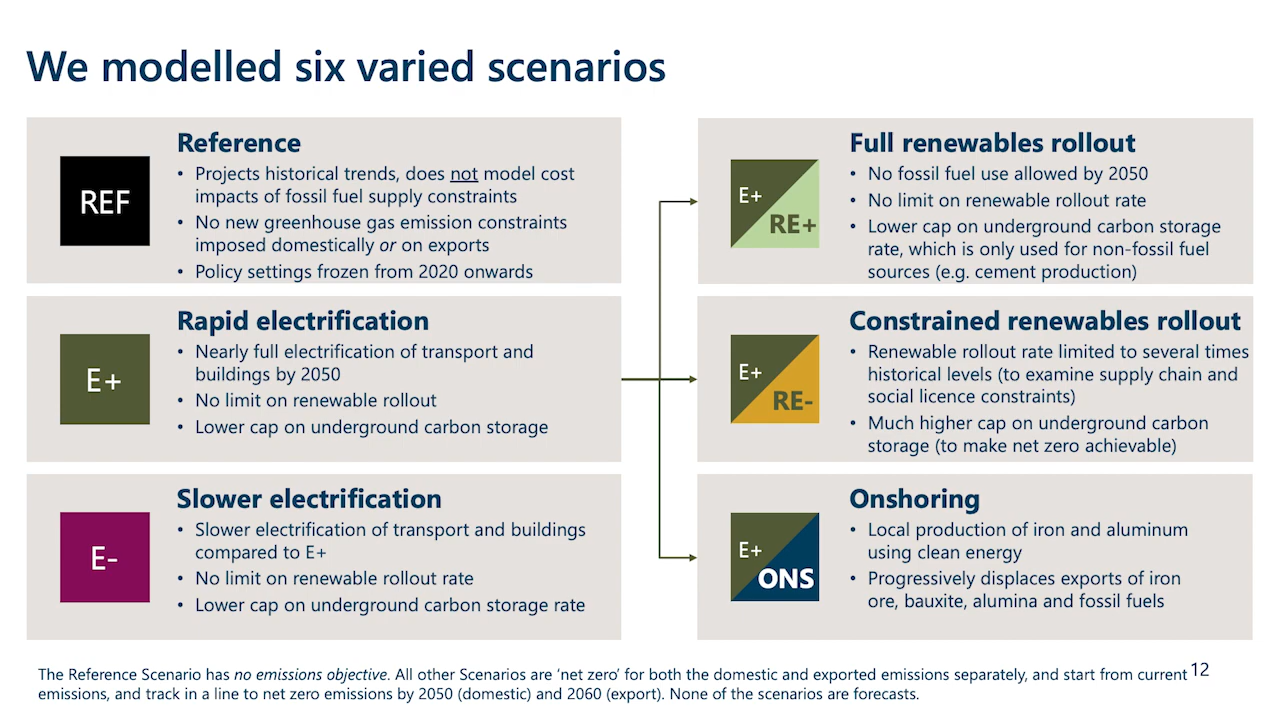 We modelled six varied scenarios
REF
Reference
• Projects historical trends, does not model cost
impacts of fossil fuel supply constraints
• No new greenhouse gas emission constraints
imposed domestically or on exports
• Policy settings frozen from 2020 onwards
E+
Rapid electrification
• Nearly full electrification of transport and
buildings by 2050
• No limit on renewable rollout
• Lower cap on underground carbon storage
E-
Slower electrification
• Slower electrification of transport and buildings
compared to E+
• No limit on renewable rollout rate
• Lower cap on underground carbon storage rate
E+
RE+
Full renewables rollout
• No fossil fuel use allowed by 2050
• No limit on renewable rollout rate
• Lower cap on underground carbon storage
rate, which is only used for non-fossil fuel
sources (e.g. cement production)
E+
RE-
Constrained renewables rollout
• Renewable rollout rate limited to several times
historical levels (to examine supply chain and
social licence constraints)
• Much higher cap on underground carbon
storage (to make net zero achievable)
E+
ONS
Onshoring
• Local production of iron and aluminum
using clean energy
• Progressively displaces exports of iron
ore, bauxite, alumina and fossil fuels
The Reference Scenario has no emissions objective. All other Scenarios are ‘net zero’ for both the domestic and exported emissions separately, and start from current
emissions, and track in a line to net zero emissions by 2050 (domestic) and 2060 (export). None of the scenarios are forecasts.
12